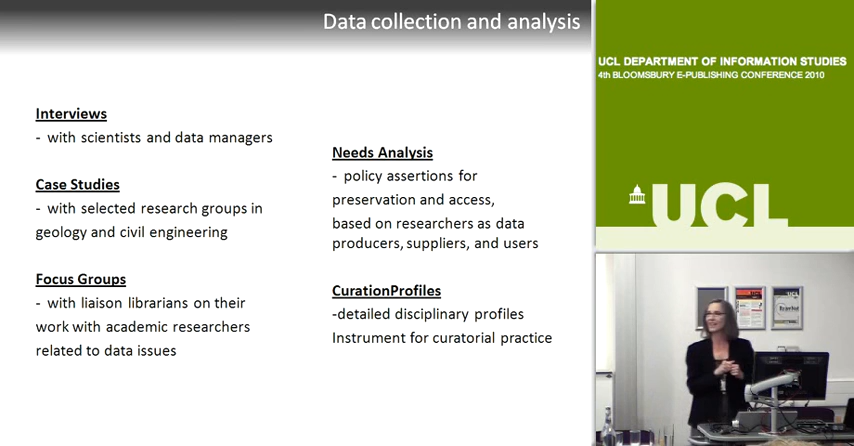 Data collection and analysis
Interviews
- with scientists and data managers
Case Studies
- with selected research groups in
geology and civil engineering
Focus Groups
- with liaison librarians on their
work with academic researchers
related to data issues
Needs Analysis
- policy assertions for
preservation and access,
based on researchers as data
producers, suppliers, and users
CurationProfiles
-detailed disciplinary profiles
Instrument for curatorial practice
UCL DEPARTMENT OF INFORMATION STUDIES
4th BLOOMSBURY E-PUBLISHING CONFERENCE 2010
UCL